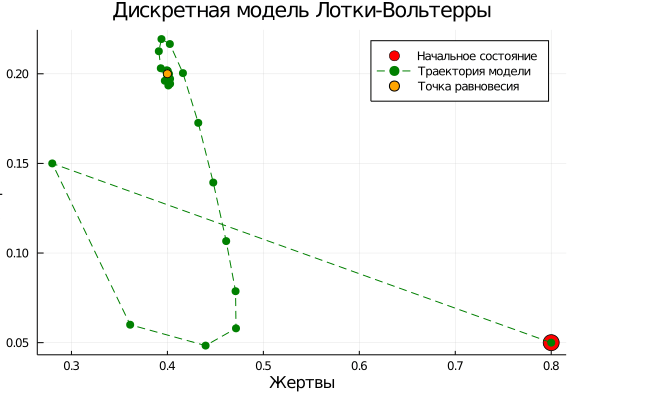 Дискретная модель Лотки-Вольтерры
Начальное состояние
Траектория модели
Точка равновесия
0.20
0.15
0.10
0.05
0.3 0.4 0.5 0.6 0.7 0.8
Жертвы